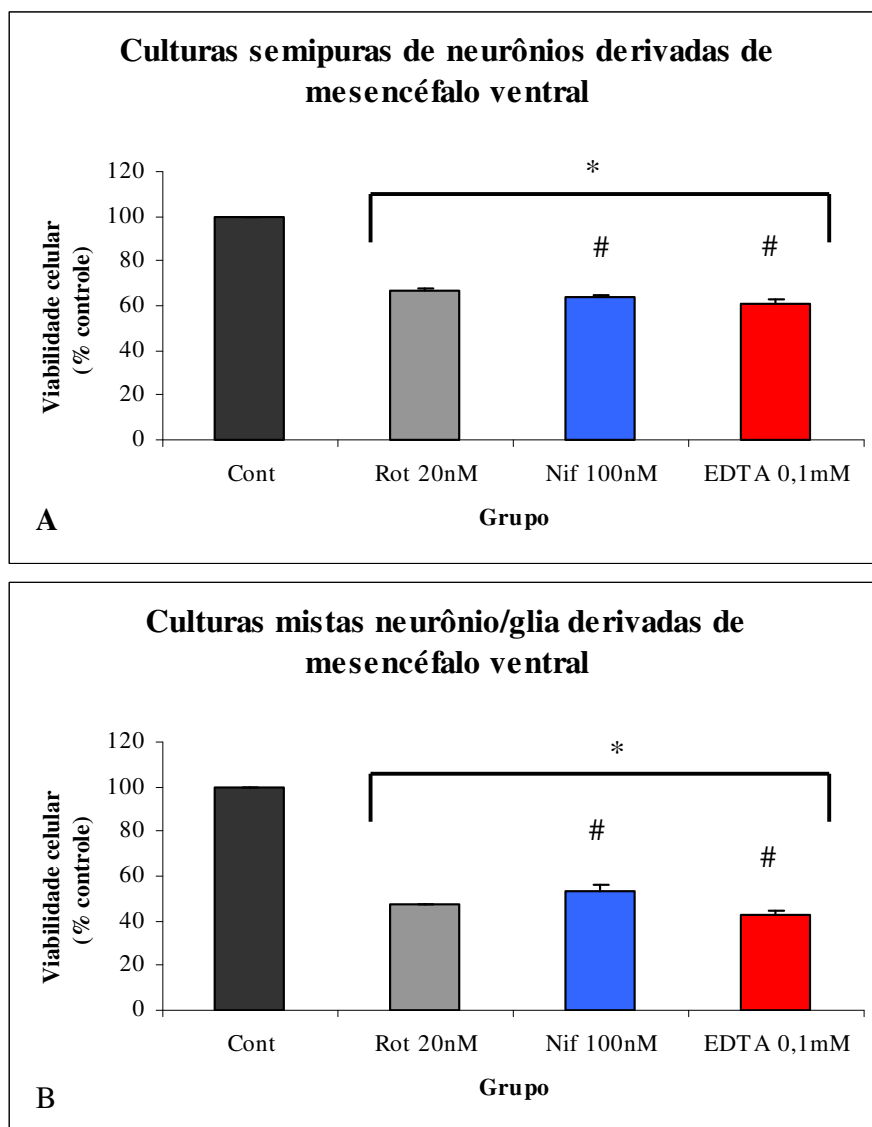 Culturas semipuras de neurônios derivadas de
mesencéfalo ventral
120
100
80
60
40
20
0
Viabilidade celular
(% controle)
*
#
#
Cont
Rot 20nM
Nif 100nM
EDTA 0,1mM
Grupo
A
Culturas mistas neurônio/glia derivadas de
mesencéfalo ventral
120
100
80
60
40
20
0
Viabilidade celular
(% controle)
*
#
#
Cont
Rot 20nM
Nif 100nM
EDTA 0,1mM
Grupo
B